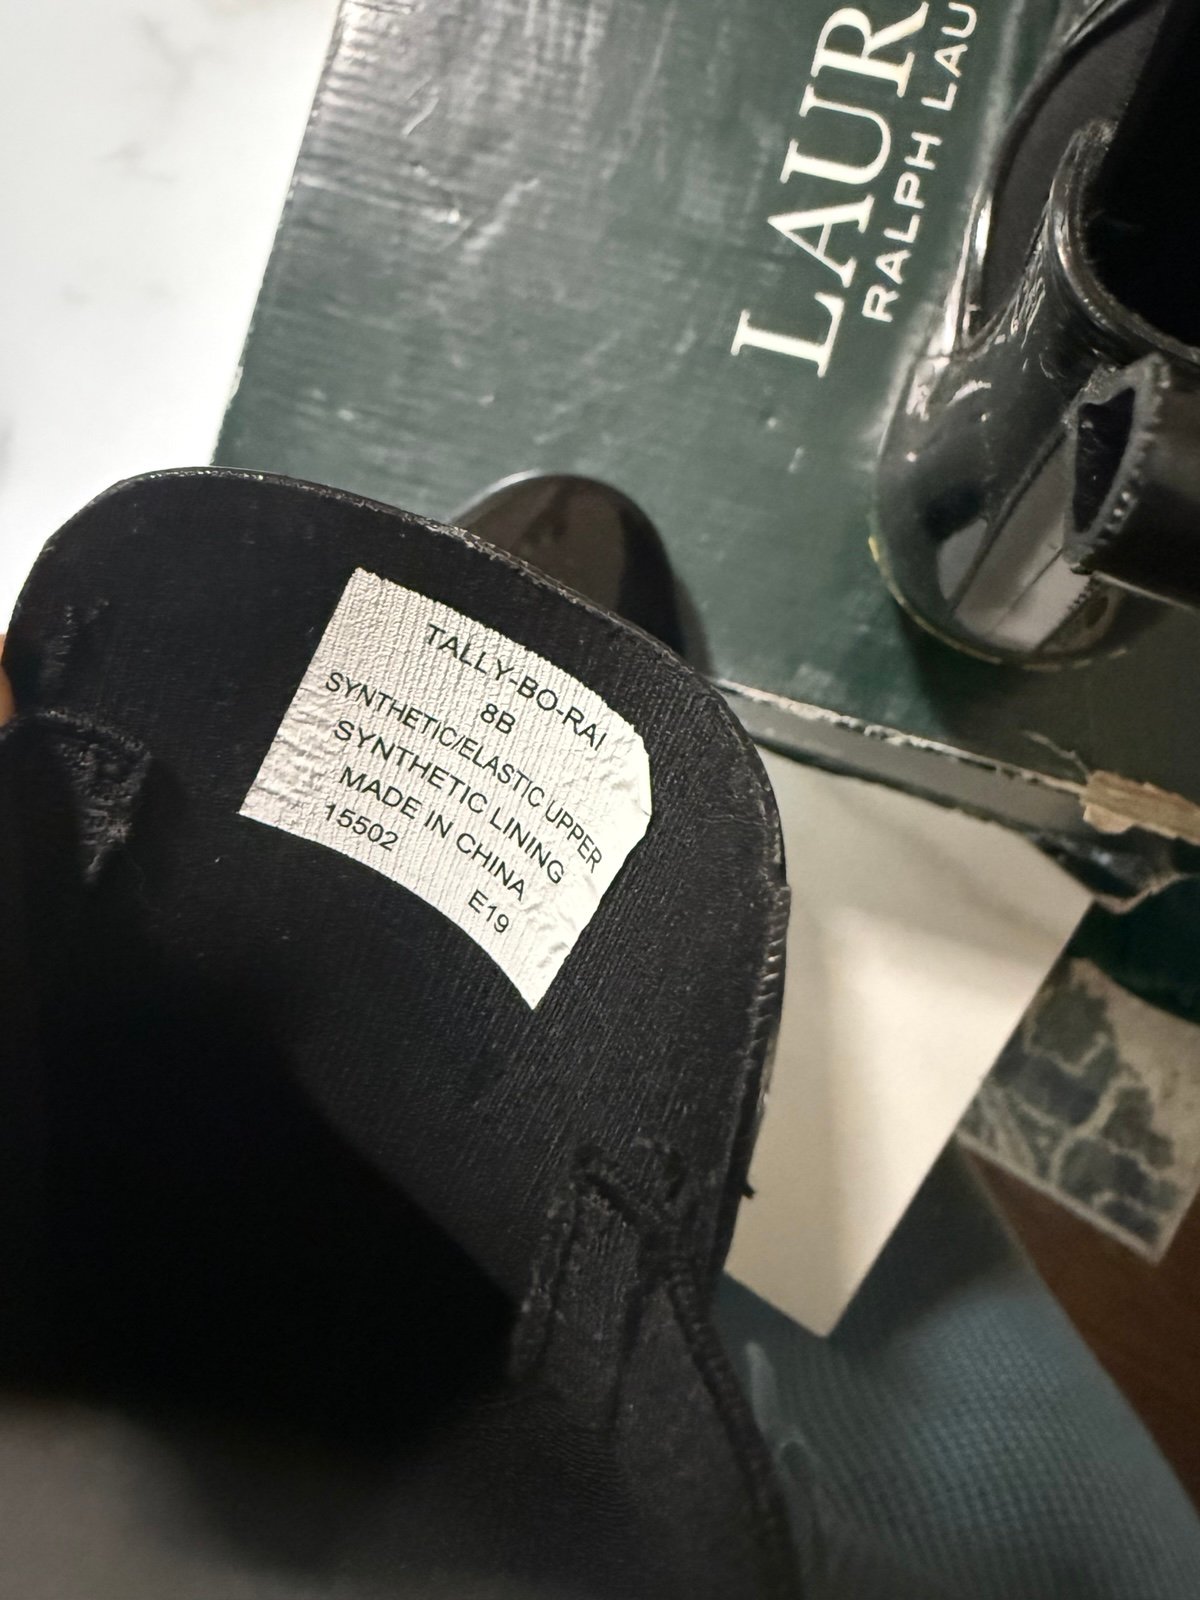 LAUR
RALPH LAU
TALLY-BO-RAI
8B
SYNTHETIC/ELASTIC UPPER
SYNTHETIC LINING
MADE IN CHINA
15502 E19